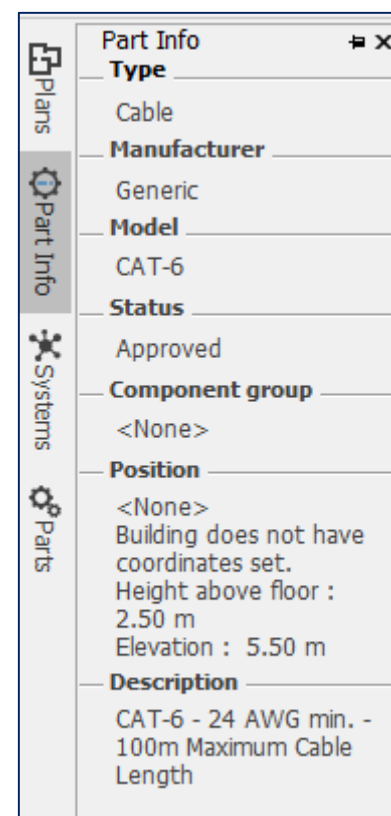 Plans
Part Info
Systems
Parts
Part Info
Type
Cable
Manufacturer
Generic
Model
CAT-6
Status
Approved
Component group
<None>
Position
<None>
Building does not have
coordinates set.
Height above floor :
2.50 m
Elevation : 5.50 m
Description
CAT-6 - 24 AWG min. -
100m Maximum Cable
Length